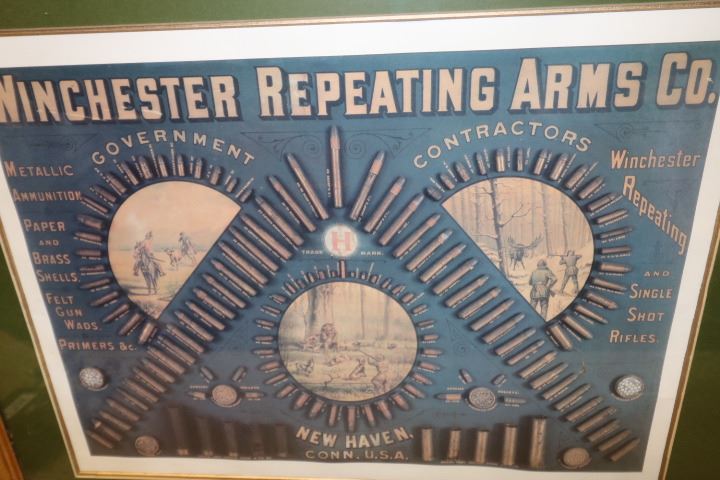 WINCHESTER REPEATING ARMS CO.
GOVERNMENT CONTRACTORS
METALLIC
AMMUNITION.
PAPER
AND
BRASS
SHELLS,
FELT
GUN
WADS.
PRIMERS &C.
TRADE H MARK.
Winchester
Repeating
AND
SINGLE
SHOT
RIFLES.
NEW HAVEN,
CONN. U.S.A.